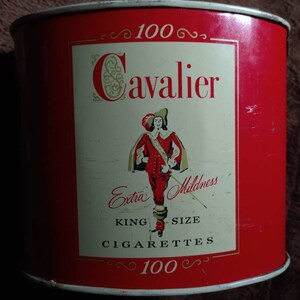 100
Cavalier
Extra Mildness
KING SIZE
CIGARETTES
100